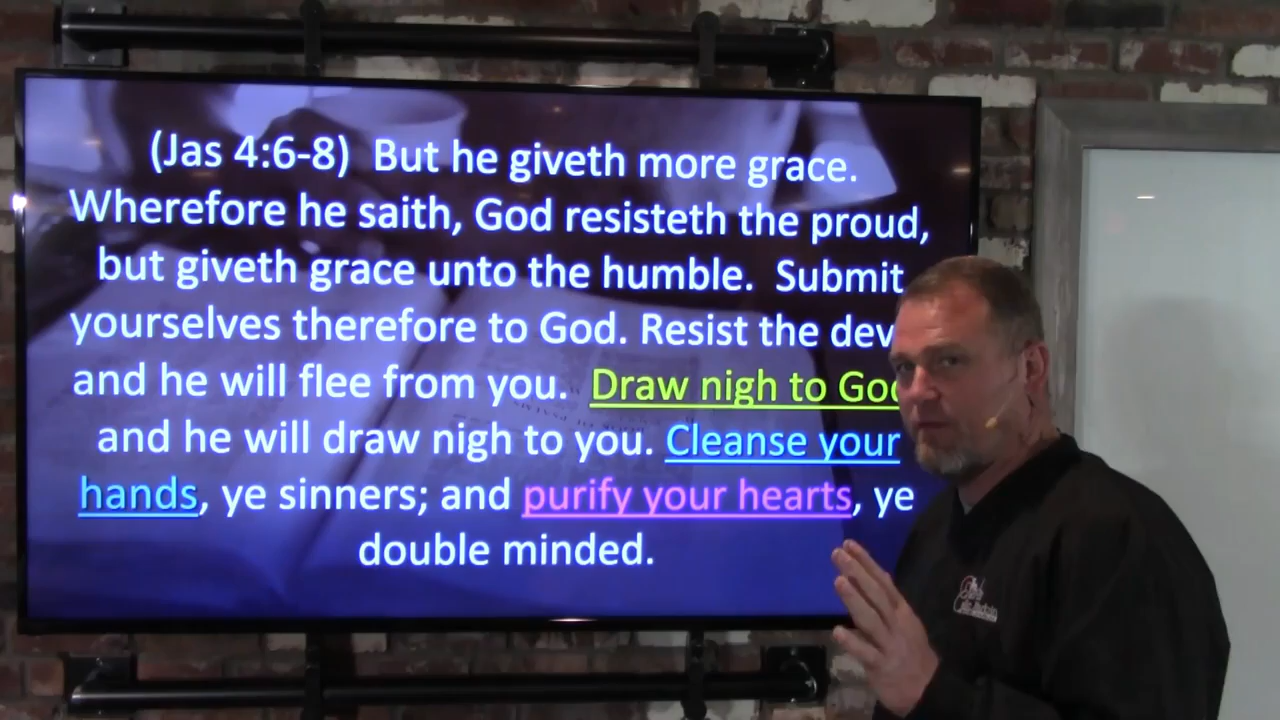 (Jas 4:6-8)  But he giveth more grace.
Wherefore he saith, God resisteth the proud,
but giveth grace unto the humble.  Submit
yourselves therefore to God. Resist the dev
and he will flee from you.  Draw nigh to God
and he will draw nigh to you. Cleanse your
hands, ye sinners; and purify your hearts, ye
double minded.